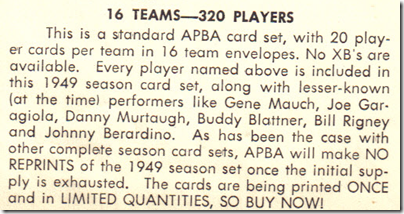 16 TEAMS—320 PLAYERS
This is a standard APBA card set, with 20 play-
er cards per team in 16 team envelopes. No XB's are
available. Every player named above is included in
this 1949 season card set, along with lesser-known
(at the time) performers like Gene Mauch, Joe Gar-
agiola, Danny Murtaugh, Buddy Blattner, Bill Rigney
and Johnny Berardino. As has been the case with
other complete season card sets, APBA will make NO
REPRINTS of the 1949 season set once the initial sup-
ply is exhausted. The cards are being printed ONCE
and in LIMITED QUANTITIES, SO BUY NOW!